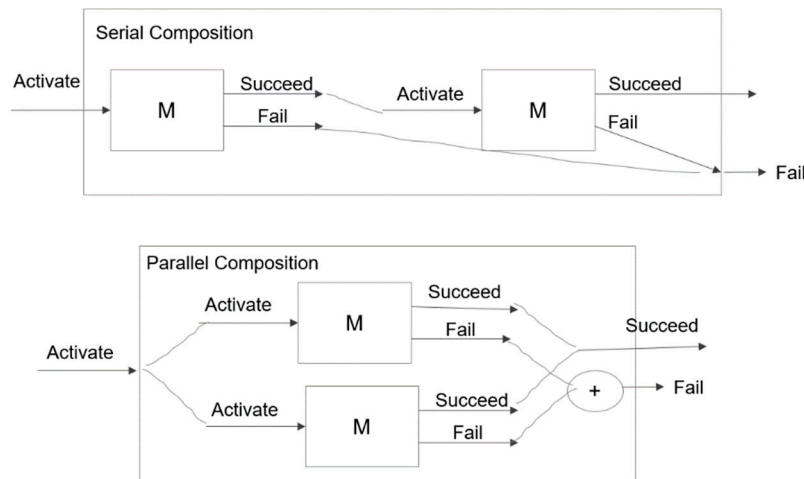 Serial Composition
Activate
M
Succeed
Fail
Activate
M
Succeed
Fail
Fail
Parallel Composition
Activate
Activate
M
Succeed
Fail
Activate
M
Succeed
Fail
Succeed
+
Fail